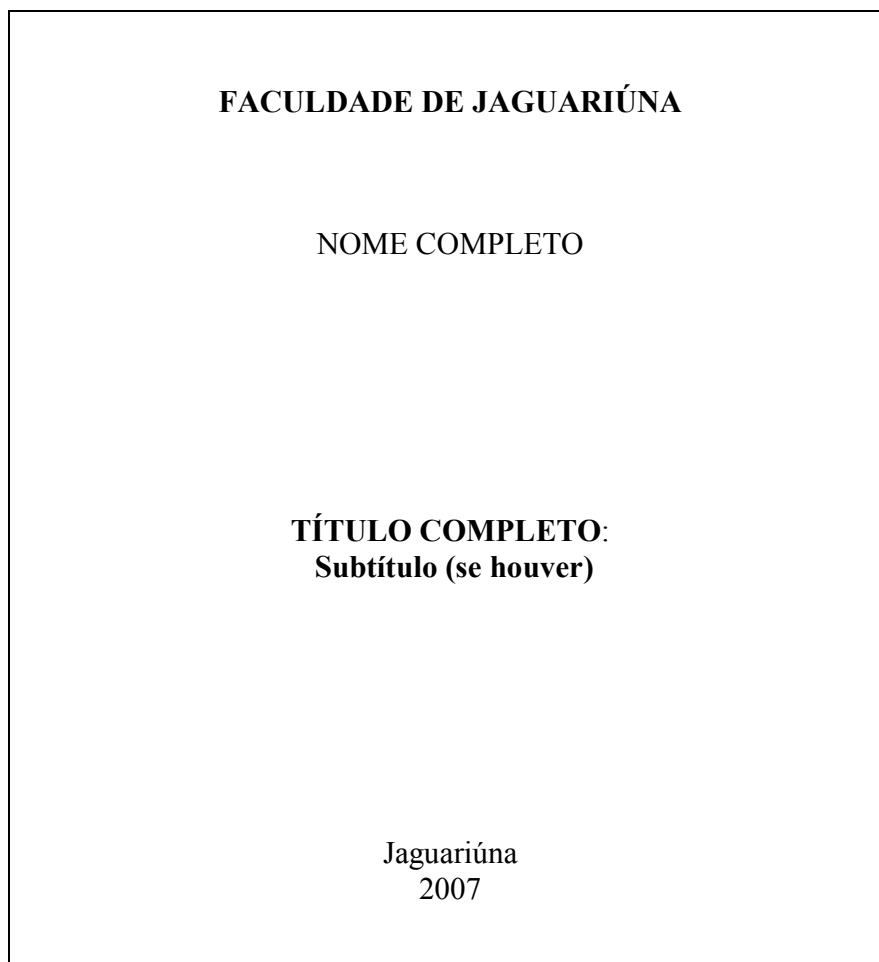 FACULDADE DE JAGUARIÚNA
NOME COMPLETO
TÍTULO COMPLETO:
Subtítulo (se houver)
Jaguariúna
2007